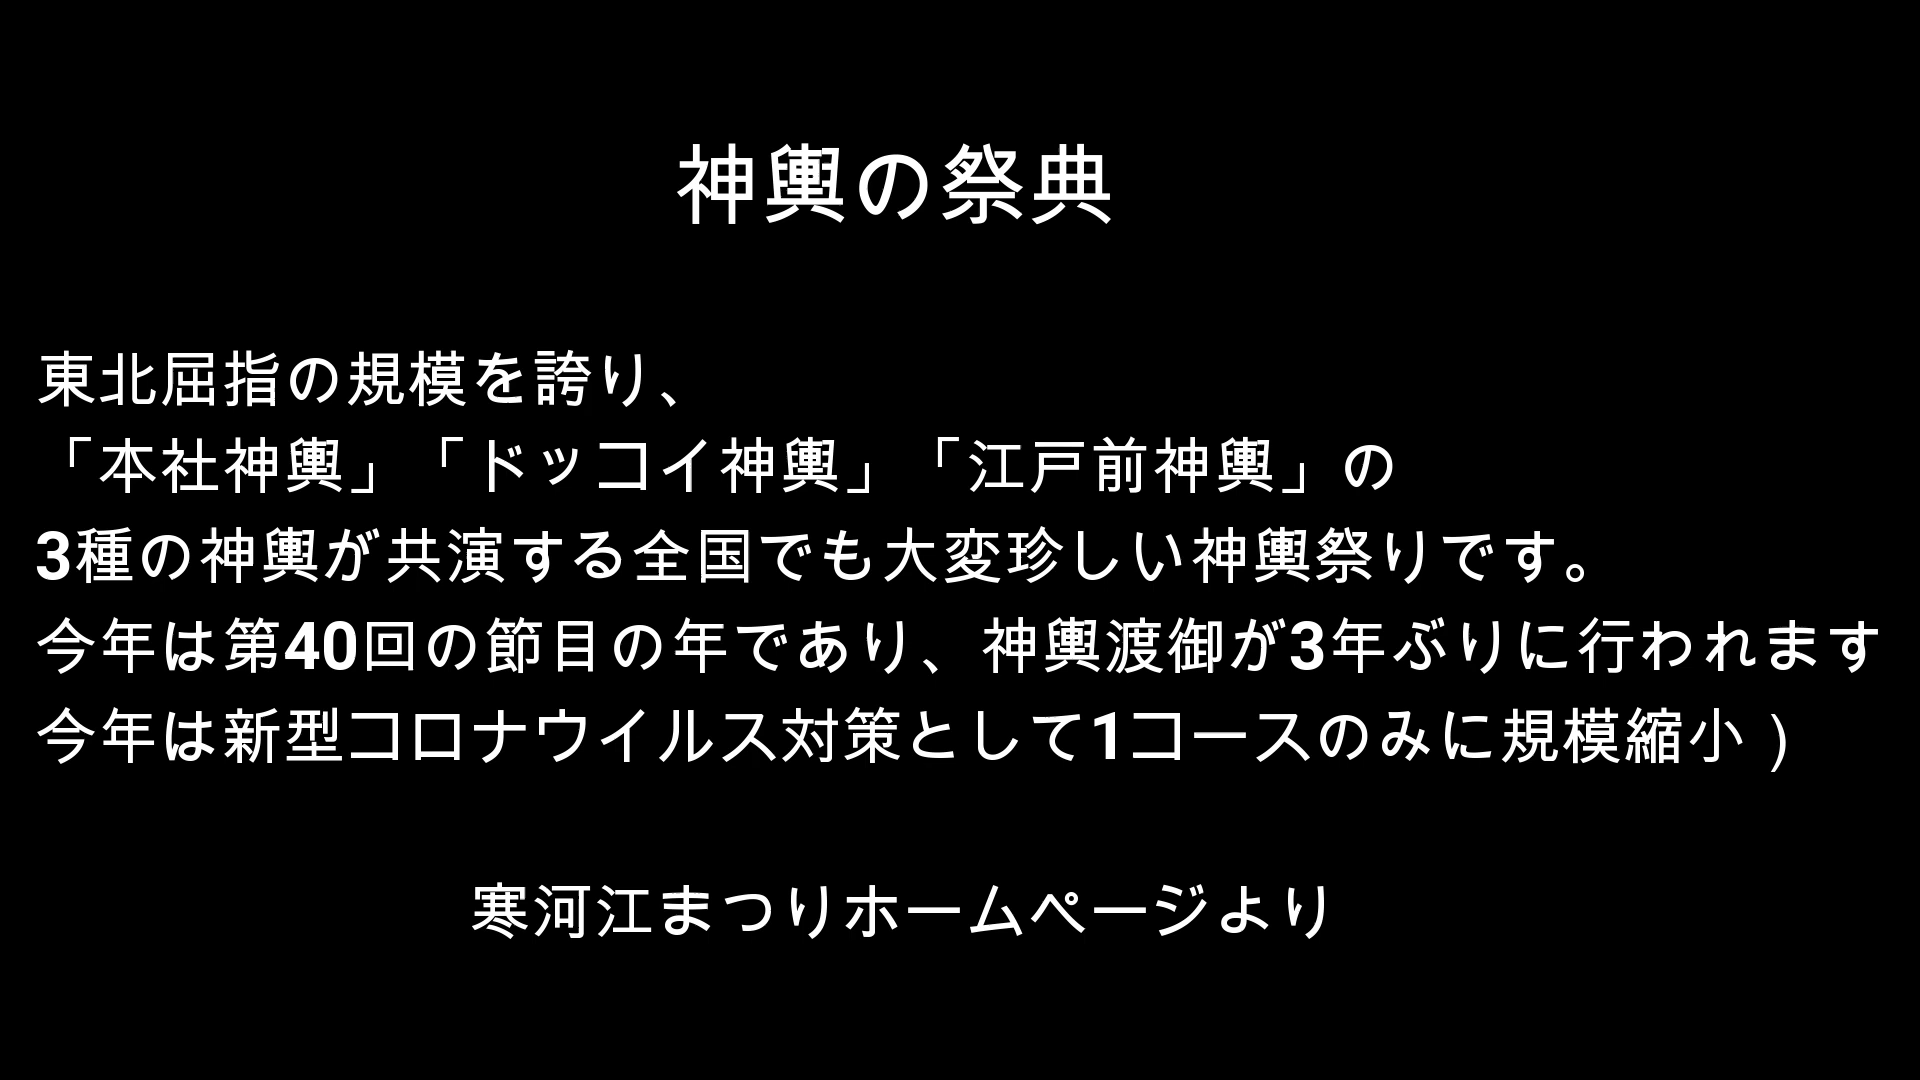 神輿の祭典
東北屈指の規模を誇り、
「本社神輿」「ドッコイ神輿」「江戸前神輿」の
3種の神輿が共演する全国でも大変珍しい神輿祭りです。
今年は第40回の節目の年であり、神輿渡御が3年ぶりに行われます
今年は新型コロナウイルス対策として1コースのみに規模縮小 )
寒河江まつりホームページより